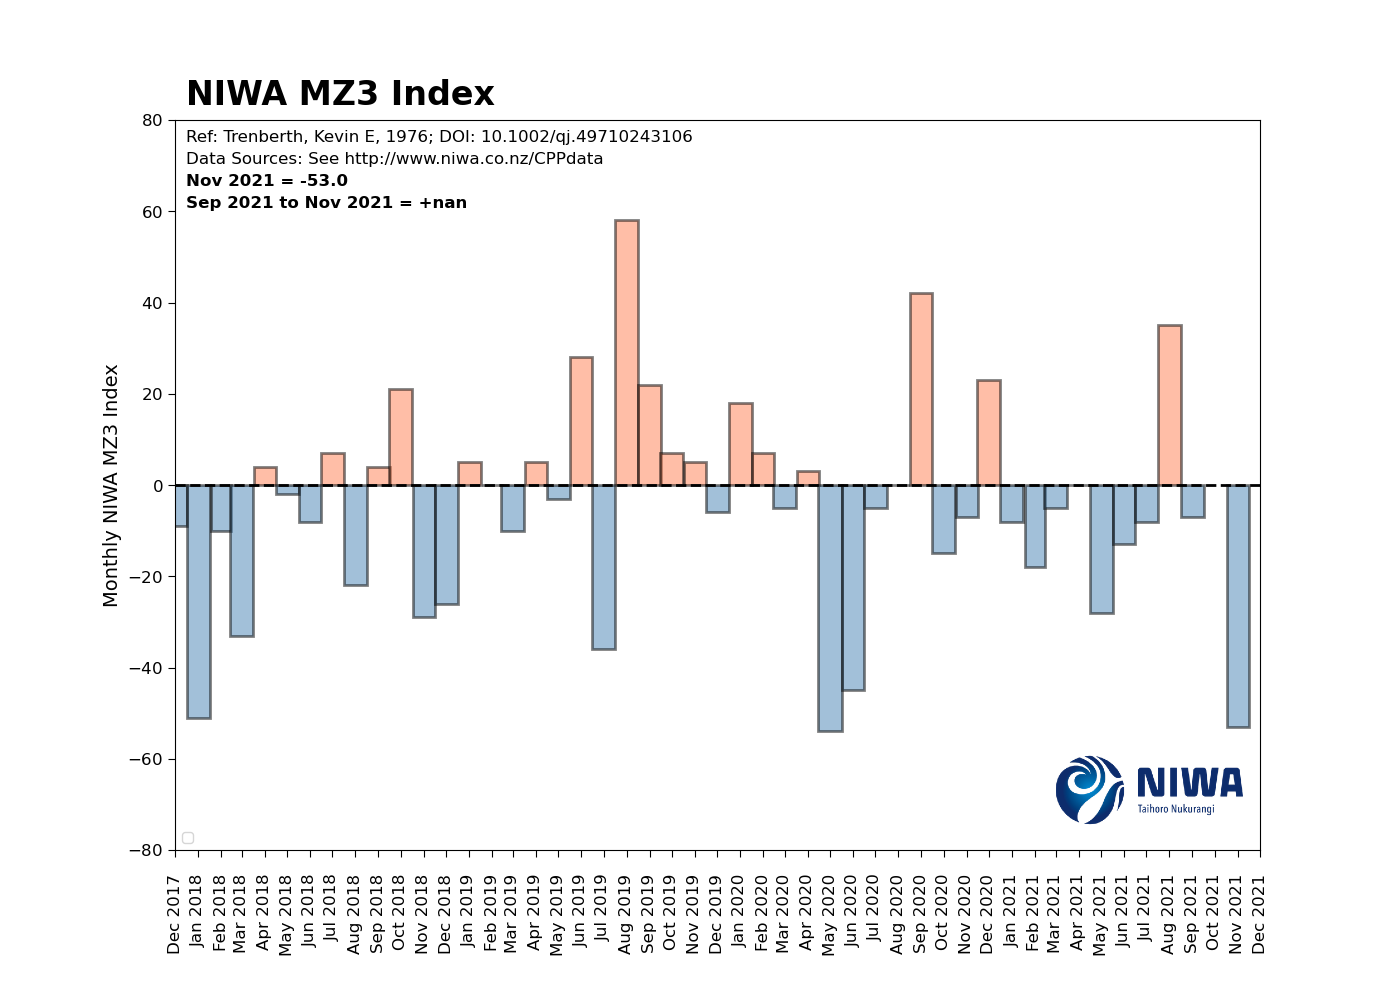 NIWA MZ3 Index
Ref: Trenberth, Kevin E, 1976; DOI: 10.1002/qj.49710243106
Data Sources: See http://www.niwa.co.nz/CPPdata
Nov 2021 = -53.0
Sep 2021 to Nov 2021 = +nan
Monthly NIWA MZ3 Index
80
60
40
20
0
−20
−40
−60
−80
NIWA
Taihoro Nukurangi
Dec 2017
Jan 2018
Feb 2018
Mar 2018
Apr 2018
May 2018
Jun 2018
Jul 2018
Aug 2018
Sep 2018
Oct 2018
Nov 2018
Dec 2018
Jan 2019
Feb 2019
Mar 2019
Apr 2019
May 2019
Jun 2019
Jul 2019
Aug 2019
Sep 2019
Oct 2019
Nov 2019
Dec 2019
Jan 2020
Feb 2020
Mar 2020
Apr 2020
May 2020
Jun 2020
Jul 2020
Aug 2020
Sep 2020
Oct 2020
Nov 2020
Dec 2020
Jan 2021
Feb 2021
Mar 2021
Apr 2021
May 2021
Jun 2021
Jul 2021
Aug 2021
Sep 2021
Oct 2021
Nov 2021
Dec 2021